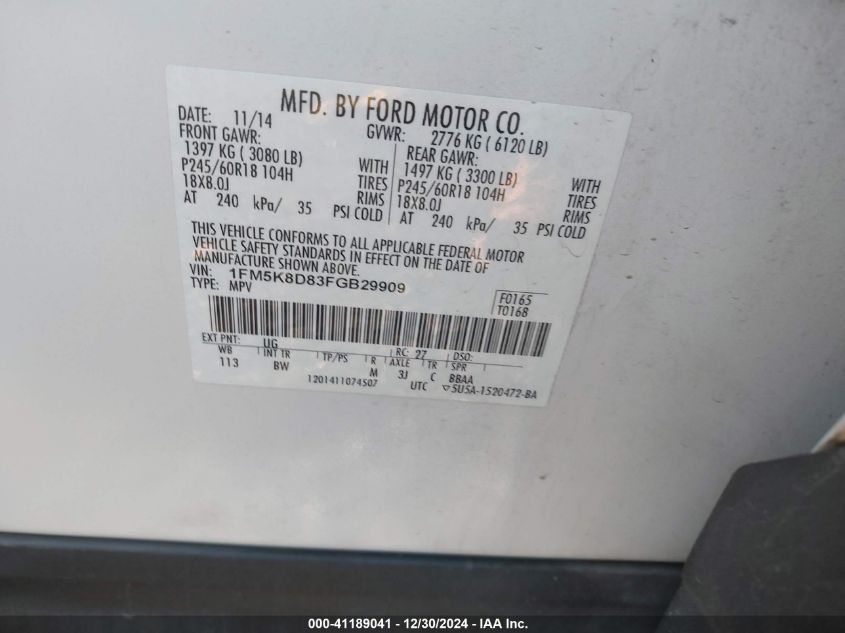 MFD. BY FORD MOTOR CO.
DATE: 11/14 GVWR: 2776 KG ( 6120 LB)
FRONT GAWR: REAR GAWR:
1397 KG ( 3080 LB) WITH 1497 KG ( 3300 LB) WITH
P245/60R18 104H TIRES P245/60R18 104H TIRES
18X8.0J RIMS 18X8.0J RIMS
AT 240 kPa/ 35 PSI COLD AT 240 kPa/ 35 PSI COLD
THIS VEHICLE CONFORMS TO ALL APPLICABLE FEDERAL MOTOR
VEHICLE SAFETY STANDARDS IN EFFECT ON THE DATE OF
MANUFACTURE SHOWN ABOVE.
VIN: 1FM5K8D83FGB29909
TYPE: MPV
F0165
T0168
EXT PNT: UG RC: 27 DSO:
WB INT TR TP/PS R AXLE TR SPR
113 BW M 3J C BBAA
1201411074507 UTC ▽5U5A-1520472-BA
000-41189041 - 12/30/2024 - IAA Inc.